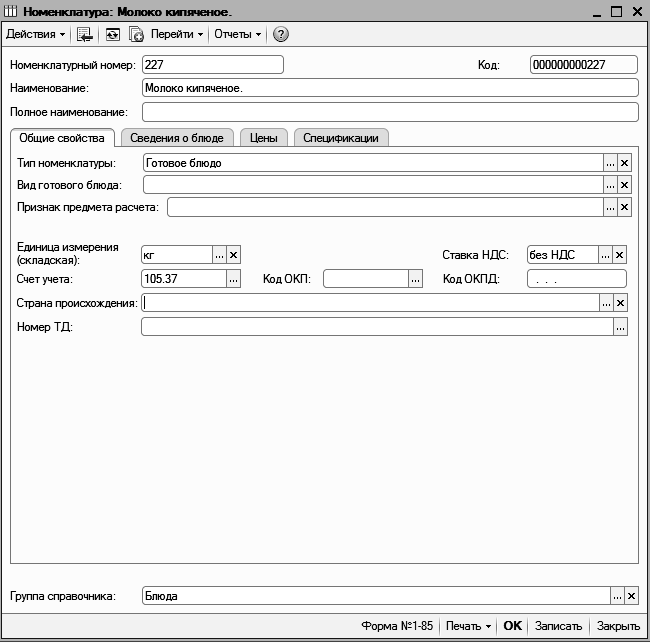 Номенклатура: Молоко кипяченое.
Действия Перейти Отчеты ?
Номенклатурный номер: 227 Код: 000000000227
Наименование: Молоко кипяченое.
Полное наименование:
Общие свойства Сведения о блюде Цены Спецификации
Тип номенклатуры: Готовое блюдо ...
Вид готового блюда: ...
Признак предмета расчета: ...
Единица измерения
(складская): кг ... Ставка НДС: без НДС ...
Счет учета: 105.37 ... Код ОКП: ... Код ОКПД: . . .
Страна происхождения: ...
Номер ТД: ...
Группа справочника: Блюда ...
Форма №1-85 Печать OK Записать Закрыть